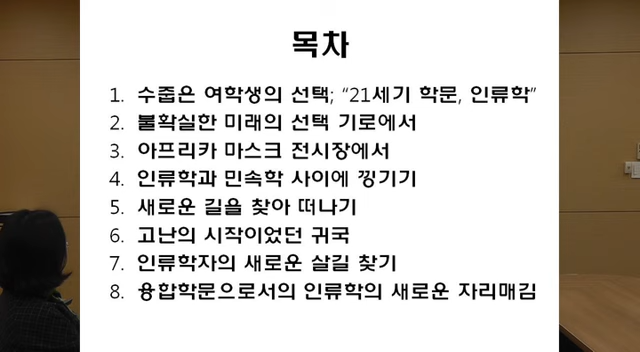 목차
1. 수줍은 여학생의 선택; “21세기 학문, 인류학”
2. 불확실한 미래의 선택 기로에서
3. 아프리카 마스크 전시장에서
4. 인류학과 민속학 사이에 낑기기
5. 새로운 길을 찾아 떠나기
6. 고난의 시작이었던 귀국
7. 인류학자의 새로운 살길 찾기
8. 융합학문으로서의 인류학의 새로운 자리매김